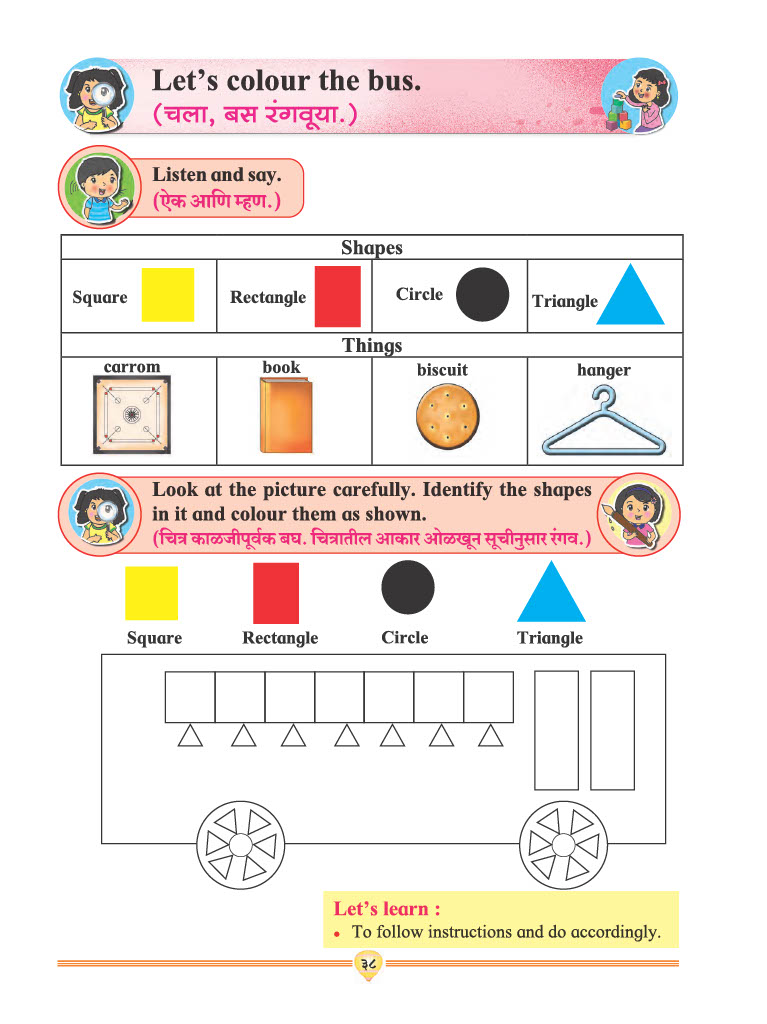 Let’s colour the bus.
(चला, बस रंगवूया.)
Listen and say.
(ऐक आणि म्हण.)
Shapes
Square Rectangle Circle Triangle
Things
carrom book biscuit hanger
Look at the picture carefully. Identify the shapes
in it and colour them as shown.
(चित्र काळजीपूर्वक बघ. चित्रातील आकार ओळखून सूचीनुसार रंगव.)
Square Rectangle Circle Triangle
Let’s learn :
• To follow instructions and do accordingly.
३८